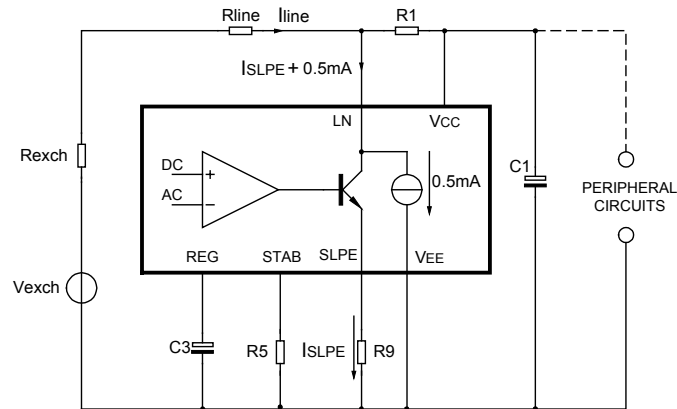 Rline
Iline
R1
ISLPE + 0.5mA
LN
VCC
Rexch
DC
AC
0.5mA
C1
PERIPHERAL
CIRCUITS
REG
STAB
SLPE
VEE
Vexch
C3
R5
ISLPE
R9